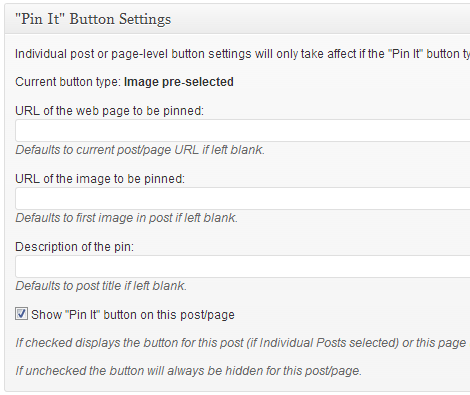 "Pin It" Button Settings
Individual post or page-level button settings will only take affect if the "Pin It" button ty
Current button type: Image pre-selected
URL of the web page to be pinned:
Defaults to current post/page URL if left blank.
URL of the image to be pinned:
Defaults to first image in post if left blank.
Description of the pin:
Defaults to post title if left blank.
Show "Pin It" button on this post/page
If checked displays the button for this post (if Individual Posts selected) or this page
If unchecked the button will always be hidden for this post/page.